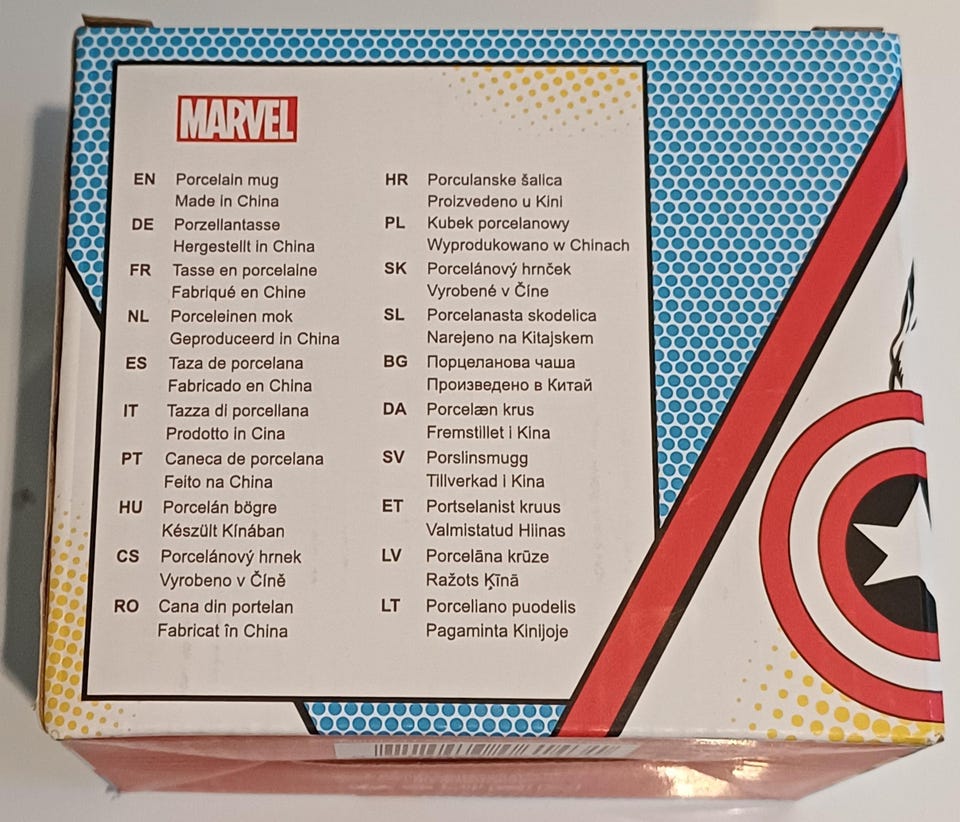 MARVEL
EN Porcelain mug
Made in China
DE Porzellantasse
Hergestellt in China
FR Tasse en porcelaine
Fabriqué en Chine
NL Porceleinen mok
Geproduceerd in China
ES Taza de porcelana
Fabricado en China
IT Tazza di porcellana
Prodotto in Cina
PT Caneca de porcelana
Feito na China
HU Porcelán bögre
Készült Kínában
CS Porcelánový hrnek
Vyrobeno v Číně
RO Cana din portelan
Fabricat în China
HR Porculanske šalica
Proizvedeno u Kini
PL Kubek porcelanowy
Wyprodukowano w Chinach
SK Porcelánový hrnček
Vyrobené v Číne
SL Porcelanasta skodelica
Narejeno na Kitajskem
BG Порцеланова чаша
Произведено в Китай
DA Porcelæn krus
Fremstillet i Kina
SV Porslinsmugg
Tillverkad i Kina
ET Portselanist kruus
Valmistatud Hiinas
LV Porcelāna krūze
Ražots Ķīnā
LT Porceliano puodelis
Pagaminta Kinijoje